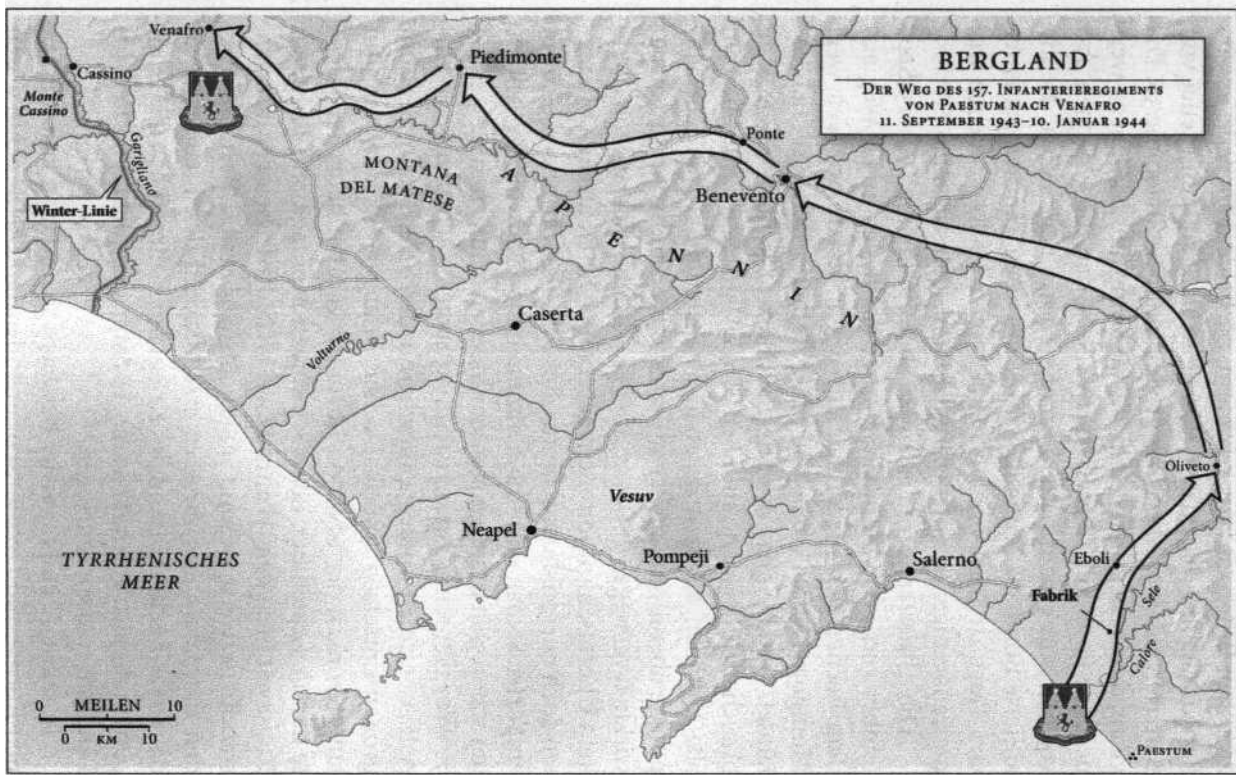 BERGLAND
DER WEG DES 157. INFANTERIEREGIMENTS
VON PAESTUM NACH VENAFRO
11. SEPTEMBER 1943–10. JANUAR 1944
Venafro
Cassino
Monte
Cassino
Garigliano
Winter-Linie
Piedimonte
MONTANA
DEL MATESE
APENNIN
Ponte
Benevento
Caserta
Volturno
Oliveto
Vesuv
Neapel
Pompeji
Salerno
Eboli
Fabrik
Sele
Calore
TYRRHENISCHES
MEER
0 MEILEN 10
0 KM 10
PAESTUM